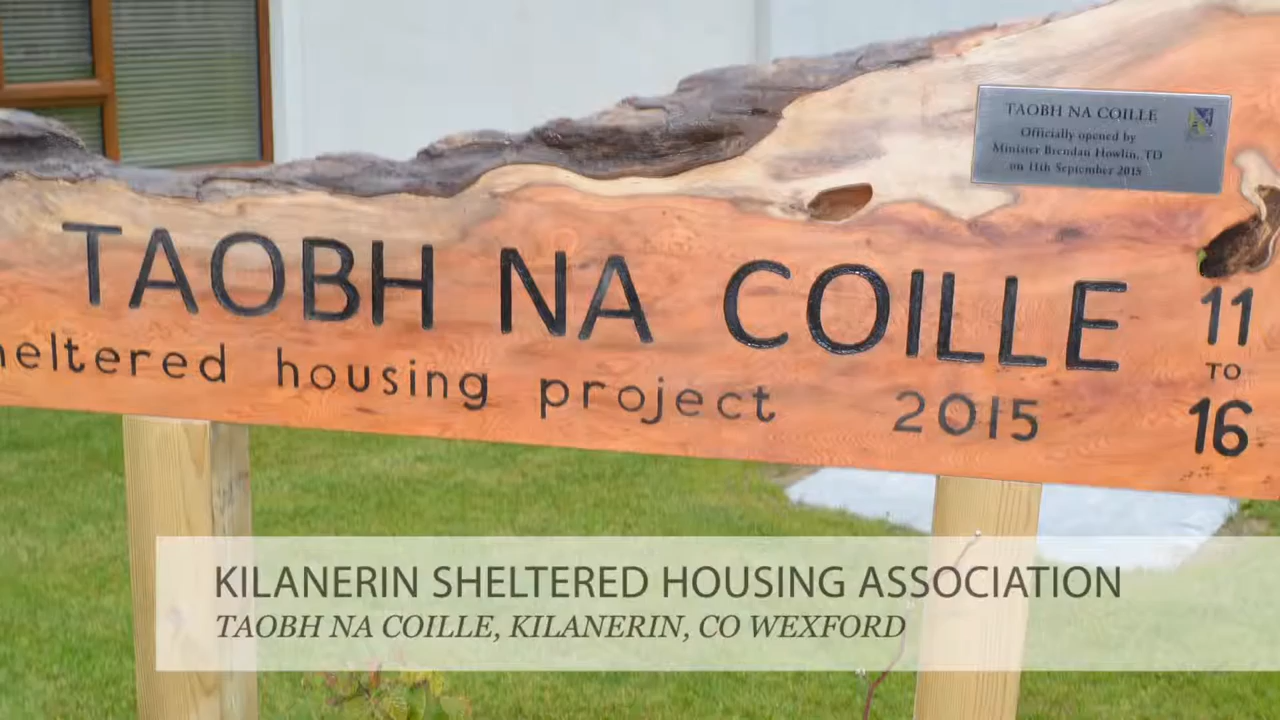 TAOBH NA COILLE
Officially opened by
Minister Brendan Howlin, TD
on 11th September 2015
TAOBH NA COILLE
heltered housing project 2015
11
TO
16
KILANERIN SHELTERED HOUSING ASSOCIATION
TAOBH NA COILLE, KILANERIN, CO WEXFORD